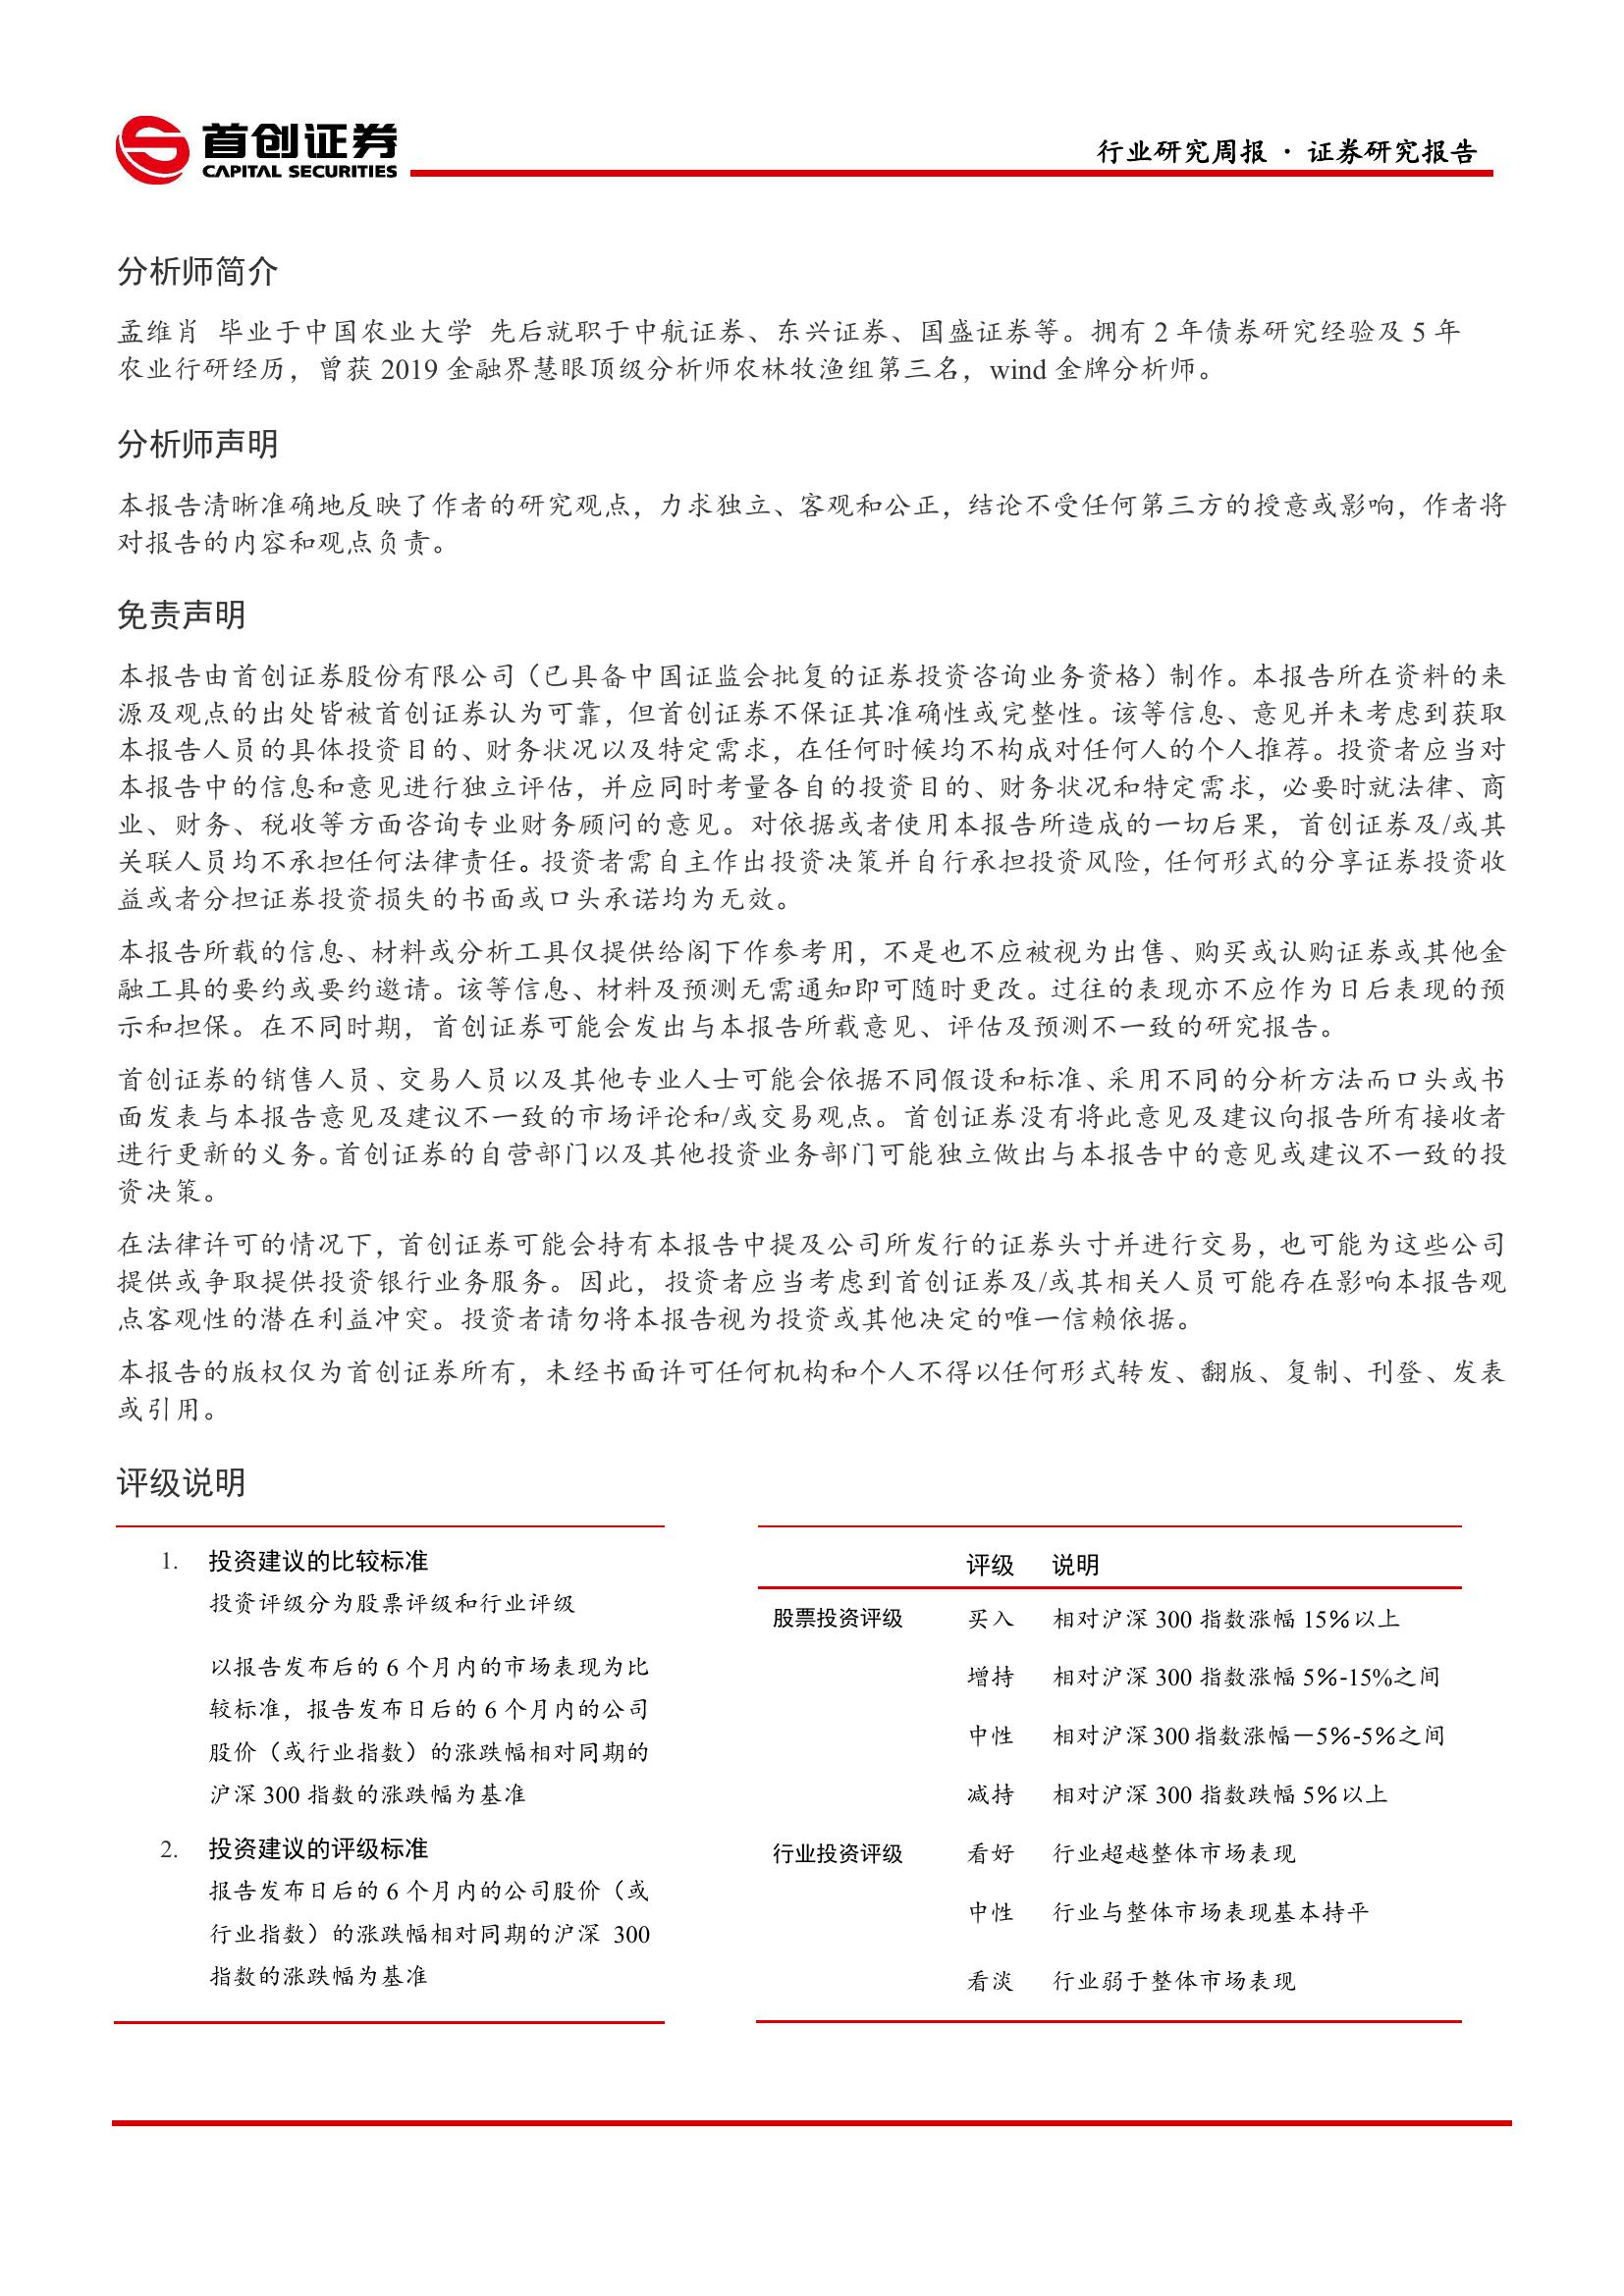 首创证券
CAPITAL SECURITIES
行业研究周报 · 证券研究报告
分析师简介
孟维肖 毕业于中国农业大学 先后就职于中航证券、东兴证券、国盛证券等。拥有 2 年债券研究经验及 5 年
农业行研经历，曾获 2019 金融界慧眼顶级分析师农林牧渔组第三名，wind 金牌分析师。
分析师声明
本报告清晰准确地反映了作者的研究观点，力求独立、客观和公正，结论不受任何第三方的授意或影响，作者将
对报告的内容和观点负责。
免责声明
本报告由首创证券股份有限公司（已具备中国证监会批复的证券投资咨询业务资格）制作。本报告所在资料的来
源及观点的出处皆被首创证券认为可靠，但首创证券不保证其准确性或完整性。该等信息、意见并未考虑到获取
本报告人员的具体投资目的、财务状况以及特定需求，在任何时候均不构成对任何人的个人推荐。投资者应当对
本报告中的信息和意见进行独立评估，并应同时考量各自的投资目的、财务状况和特定需求，必要时就法律、商
业、财务、税收等方面咨询专业财务顾问的意见。对依据或者使用本报告所造成的一切后果，首创证券及/或其
关联人员均不承担任何法律责任。投资者需自主作出投资决策并自行承担投资风险，任何形式的分享证券投资收
益或者分担证券投资损失的书面或口头承诺均为无效。
本报告所载的信息、材料或分析工具仅提供给阁下作参考用，不是也不应被视为出售、购买或认购证券或其他金
融工具的要约或要约邀请。该等信息、材料及预测无需通知即可随时更改。过往的表现亦不应作为日后表现的预
示和担保。在不同时期，首创证券可能会发出与本报告所载意见、评估及预测不一致的研究报告。
首创证券的销售人员、交易人员以及其他专业人士可能会依据不同假设和标准、采用不同的分析方法而口头或书
面发表与本报告意见及建议不一致的市场评论和/或交易观点。首创证券没有将此意见及建议向报告所有接收者
进行更新的义务。首创证券的自营部门以及其他投资业务部门可能独立做出与本报告中的意见或建议不一致的投
资决策。
在法律许可的情况下，首创证券可能会持有本报告中提及公司所发行的证券头寸并进行交易，也可能为这些公司
提供或争取提供投资银行业务服务。因此，投资者应当考虑到首创证券及/或其相关人员可能存在影响本报告观
点客观性的潜在利益冲突。投资者请勿将本报告视为投资或其他决定的唯一信赖依据。
本报告的版权仅为首创证券所有，未经书面许可任何机构和个人不得以任何形式转发、翻版、复制、刊登、发表
或引用。
评级说明
1. 投资建议的比较标准
投资评级分为股票评级和行业评级
以报告发布后的 6 个月内的市场表现为比
较标准，报告发布日后的 6 个月内的公司
股价（或行业指数）的涨跌幅相对同期的
沪深 300 指数的涨跌幅为基准
2. 投资建议的评级标准
报告发布日后的 6 个月内的公司股价（或
行业指数）的涨跌幅相对同期的沪深 300
指数的涨跌幅为基准
评级 说明
股票投资评级 买入 相对沪深 300 指数涨幅 15％以上
增持 相对沪深 300 指数涨幅 5％-15％之间
中性 相对沪深 300 指数涨幅－5％-5％之间
减持 相对沪深 300 指数跌幅 5％以上
行业投资评级 看好 行业超越整体市场表现
中性 行业与整体市场表现基本持平
看淡 行业弱于整体市场表现